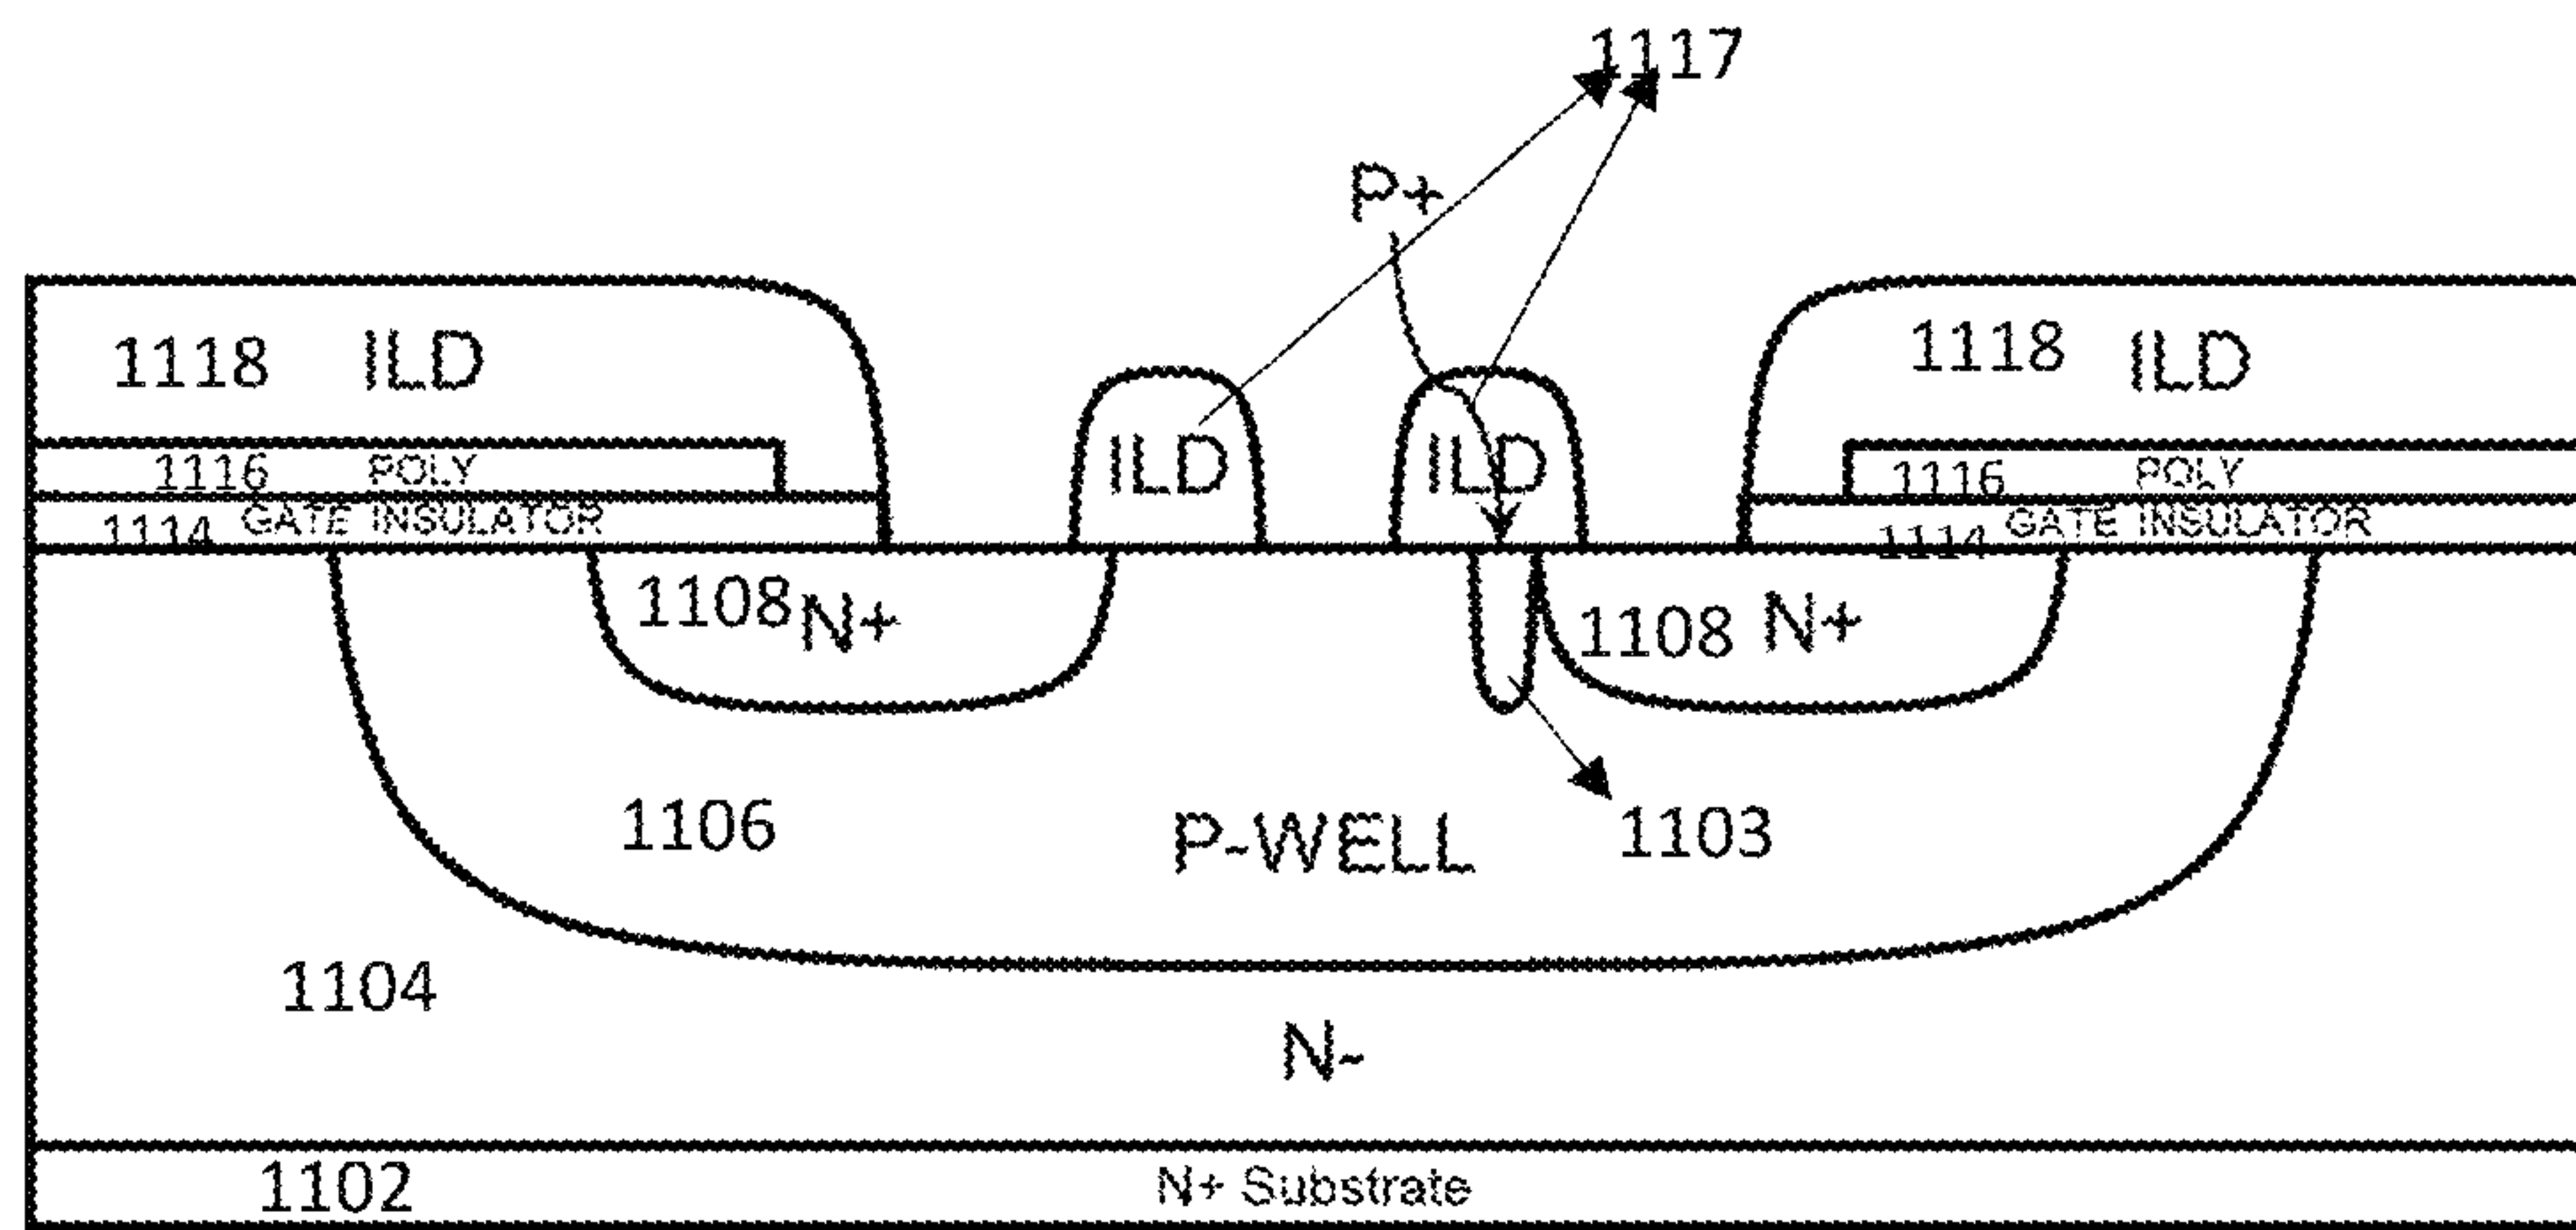 1117
P+
1118 ILD
1118 ILD
ILD
ILD
1116 POLY
1116 POLY
1114 GATE INSULATOR
1114 GATE INSULATOR
1108 N+
1108 N+
1106
P-WELL
1103
1104
N-
1102
N+ Substrate